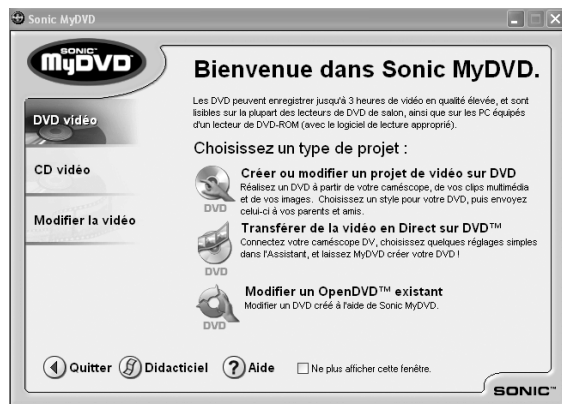 Sonic MyDVD
SONIC™
MyDVD
Bienvenue dans Sonic MyDVD.
Les DVD peuvent enregistrer jusqu'à 3 heures de vidéo en qualité élevée, et sont
lisibles sur la plupart des lecteurs de DVD de salon, ainsi que sur les PC équipés
d'un lecteur de DVD-ROM (avec le logiciel de lecture approprié).
DVD vidéo
CD vidéo
Modifier la vidéo
Choisissez un type de projet :
DVD
Créer ou modifier un projet de vidéo sur DVD
Réalisez un DVD à partir de votre caméscope, de vos clips multimédia
et de vos images. Choisissez un style pour votre DVD, puis envoyez
celui-ci à vos parents et amis.
DVD
Transférer de la vidéo en Direct sur DVD™
Connectez votre caméscope DV, choisissez quelques réglages simples
dans l'Assistant, et laissez MyDVD créer votre DVD !
DVD
Modifier un OpenDVD™ existant
Modifier un DVD créé à l'aide de Sonic MyDVD.
Quitter
Didacticiel
? Aide
Ne plus afficher cette fenêtre.
SONIC™